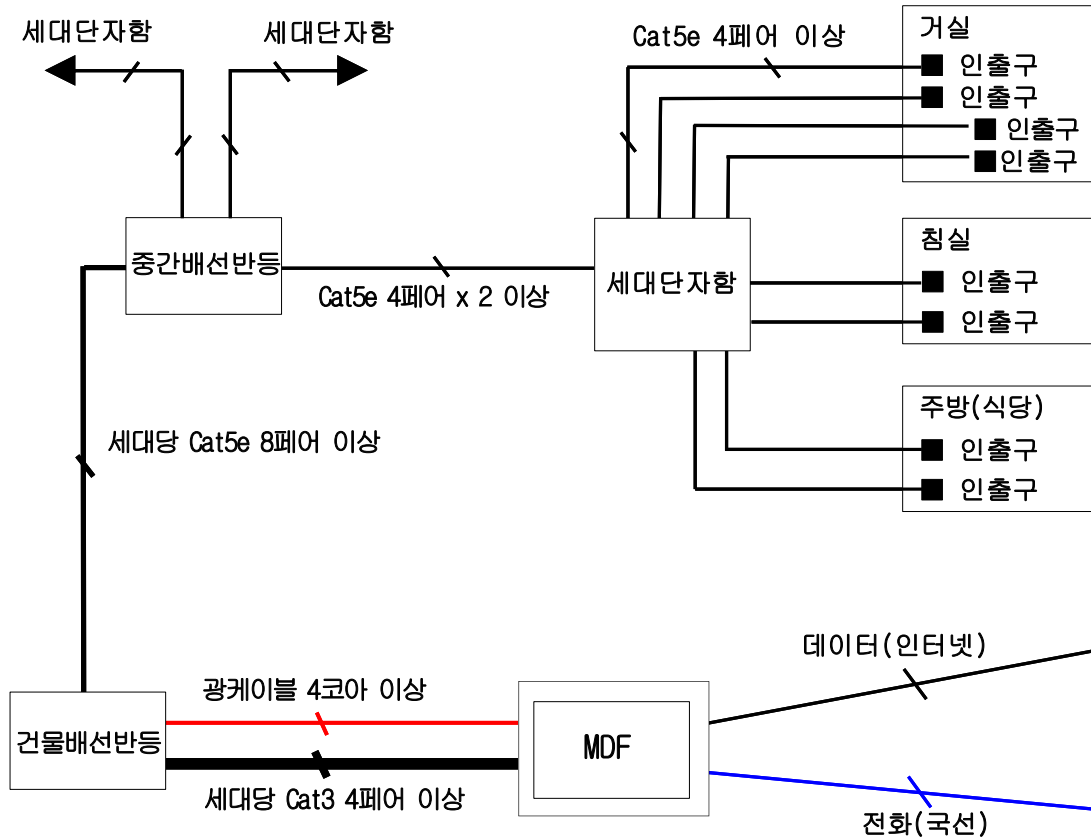 세대단자함
세대단자함
Cat5e 4페어 이상
거실
인출구
인출구
인출구
인출구
중간배선반등
Cat5e 4페어 x 2 이상
세대단자함
침실
인출구
인출구
주방(식당)
인출구
인출구
세대당 Cat5e 8페어 이상
데이터(인터넷)
광케이블 4코아 이상
건물배선반등
MDF
세대당 Cat3 4페어 이상
전화(국선)